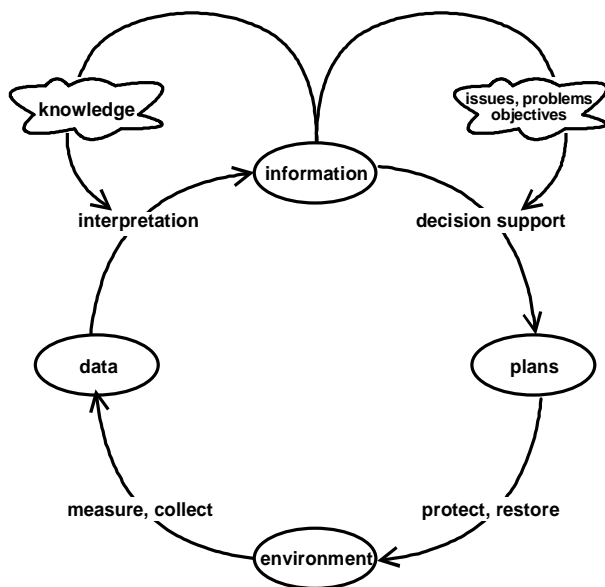 knowledge
issues, problems
objectives
information
interpretation
decision support
data
plans
measure, collect
protect, restore
environment